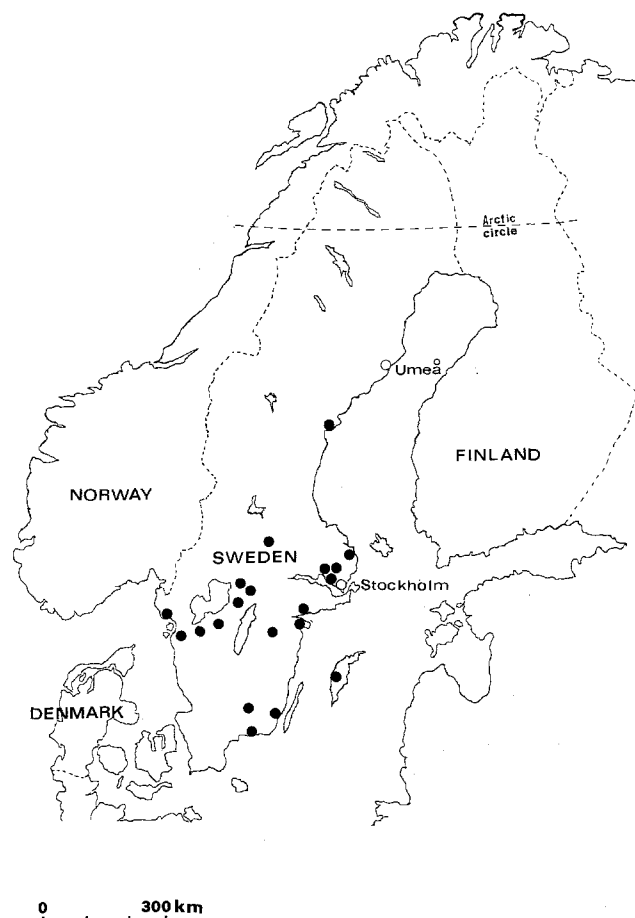 Arctic
circle
Umeå
FINLAND
NORWAY
SWEDEN
Stockholm
DENMARK
0 300 km